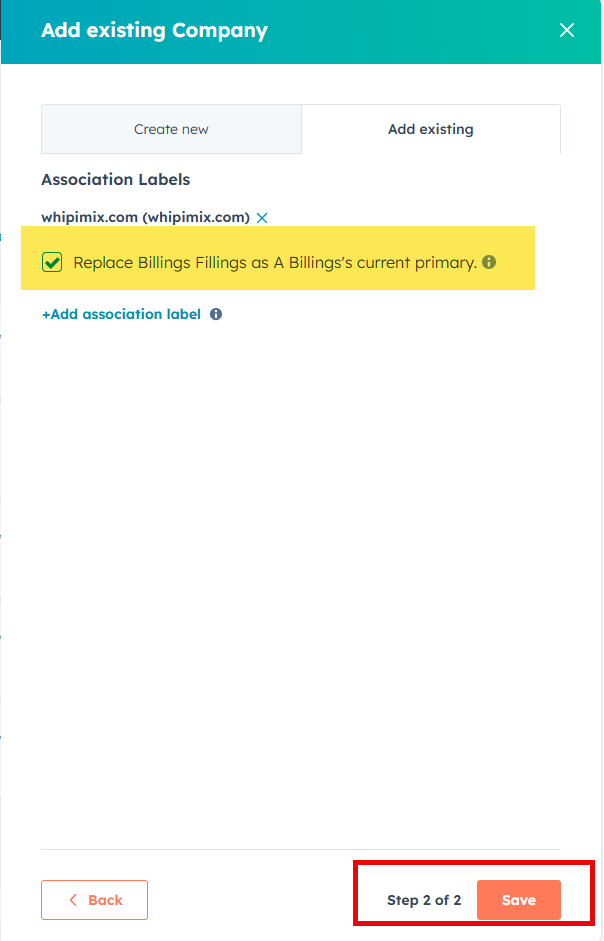 Add existing Company
Create new
Add existing
Association Labels
whipimix.com (whipimix.com)
Replace Billings Fillings as A Billings's current primary.
+Add association label
Back
Step 2 of 2
Save